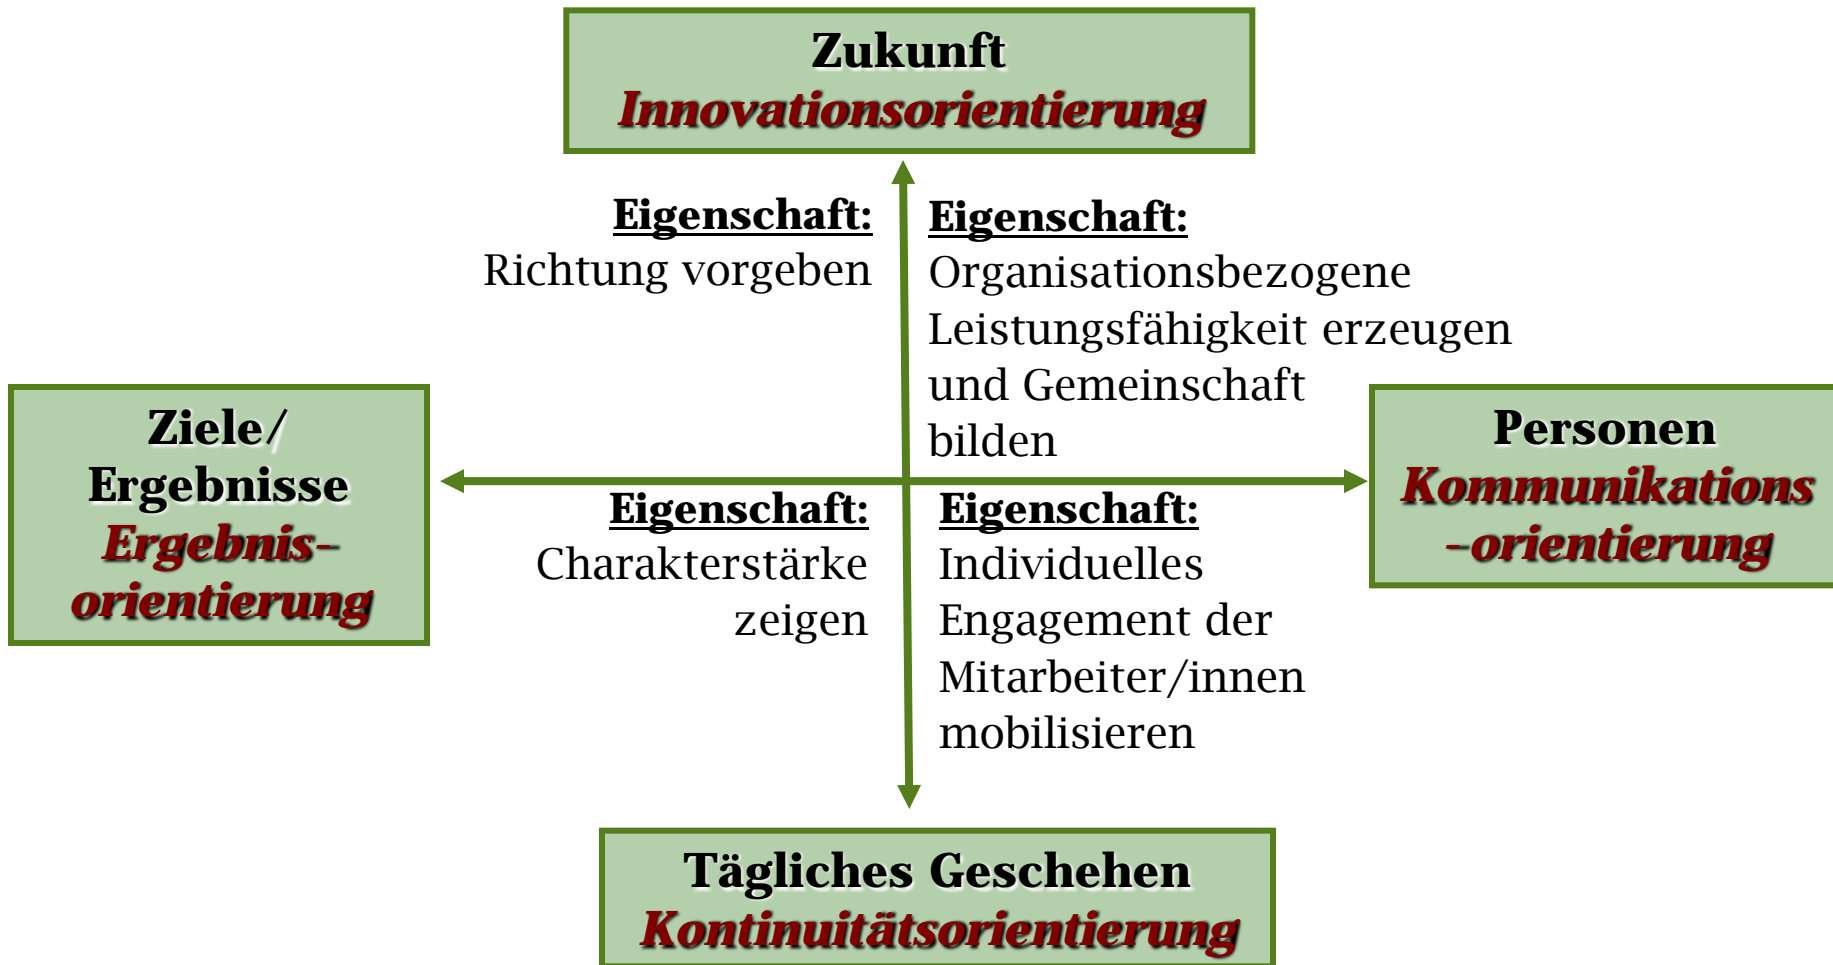 Zukunft
Innovationsorientierung
Eigenschaft:
Richtung vorgeben
Eigenschaft:
Organisationsbezogene
Leistungsfähigkeit erzeugen
und Gemeinschaft
bilden
Ziele/
Ergebnisse
Ergebnis-
orientierung
Personen
Kommunikations
-orientierung
Eigenschaft:
Charakterstärke
zeigen
Eigenschaft:
Individuelles
Engagement der
Mitarbeiter/innen
mobilisieren
Tägliches Geschehen
Kontinuitätsorientierung